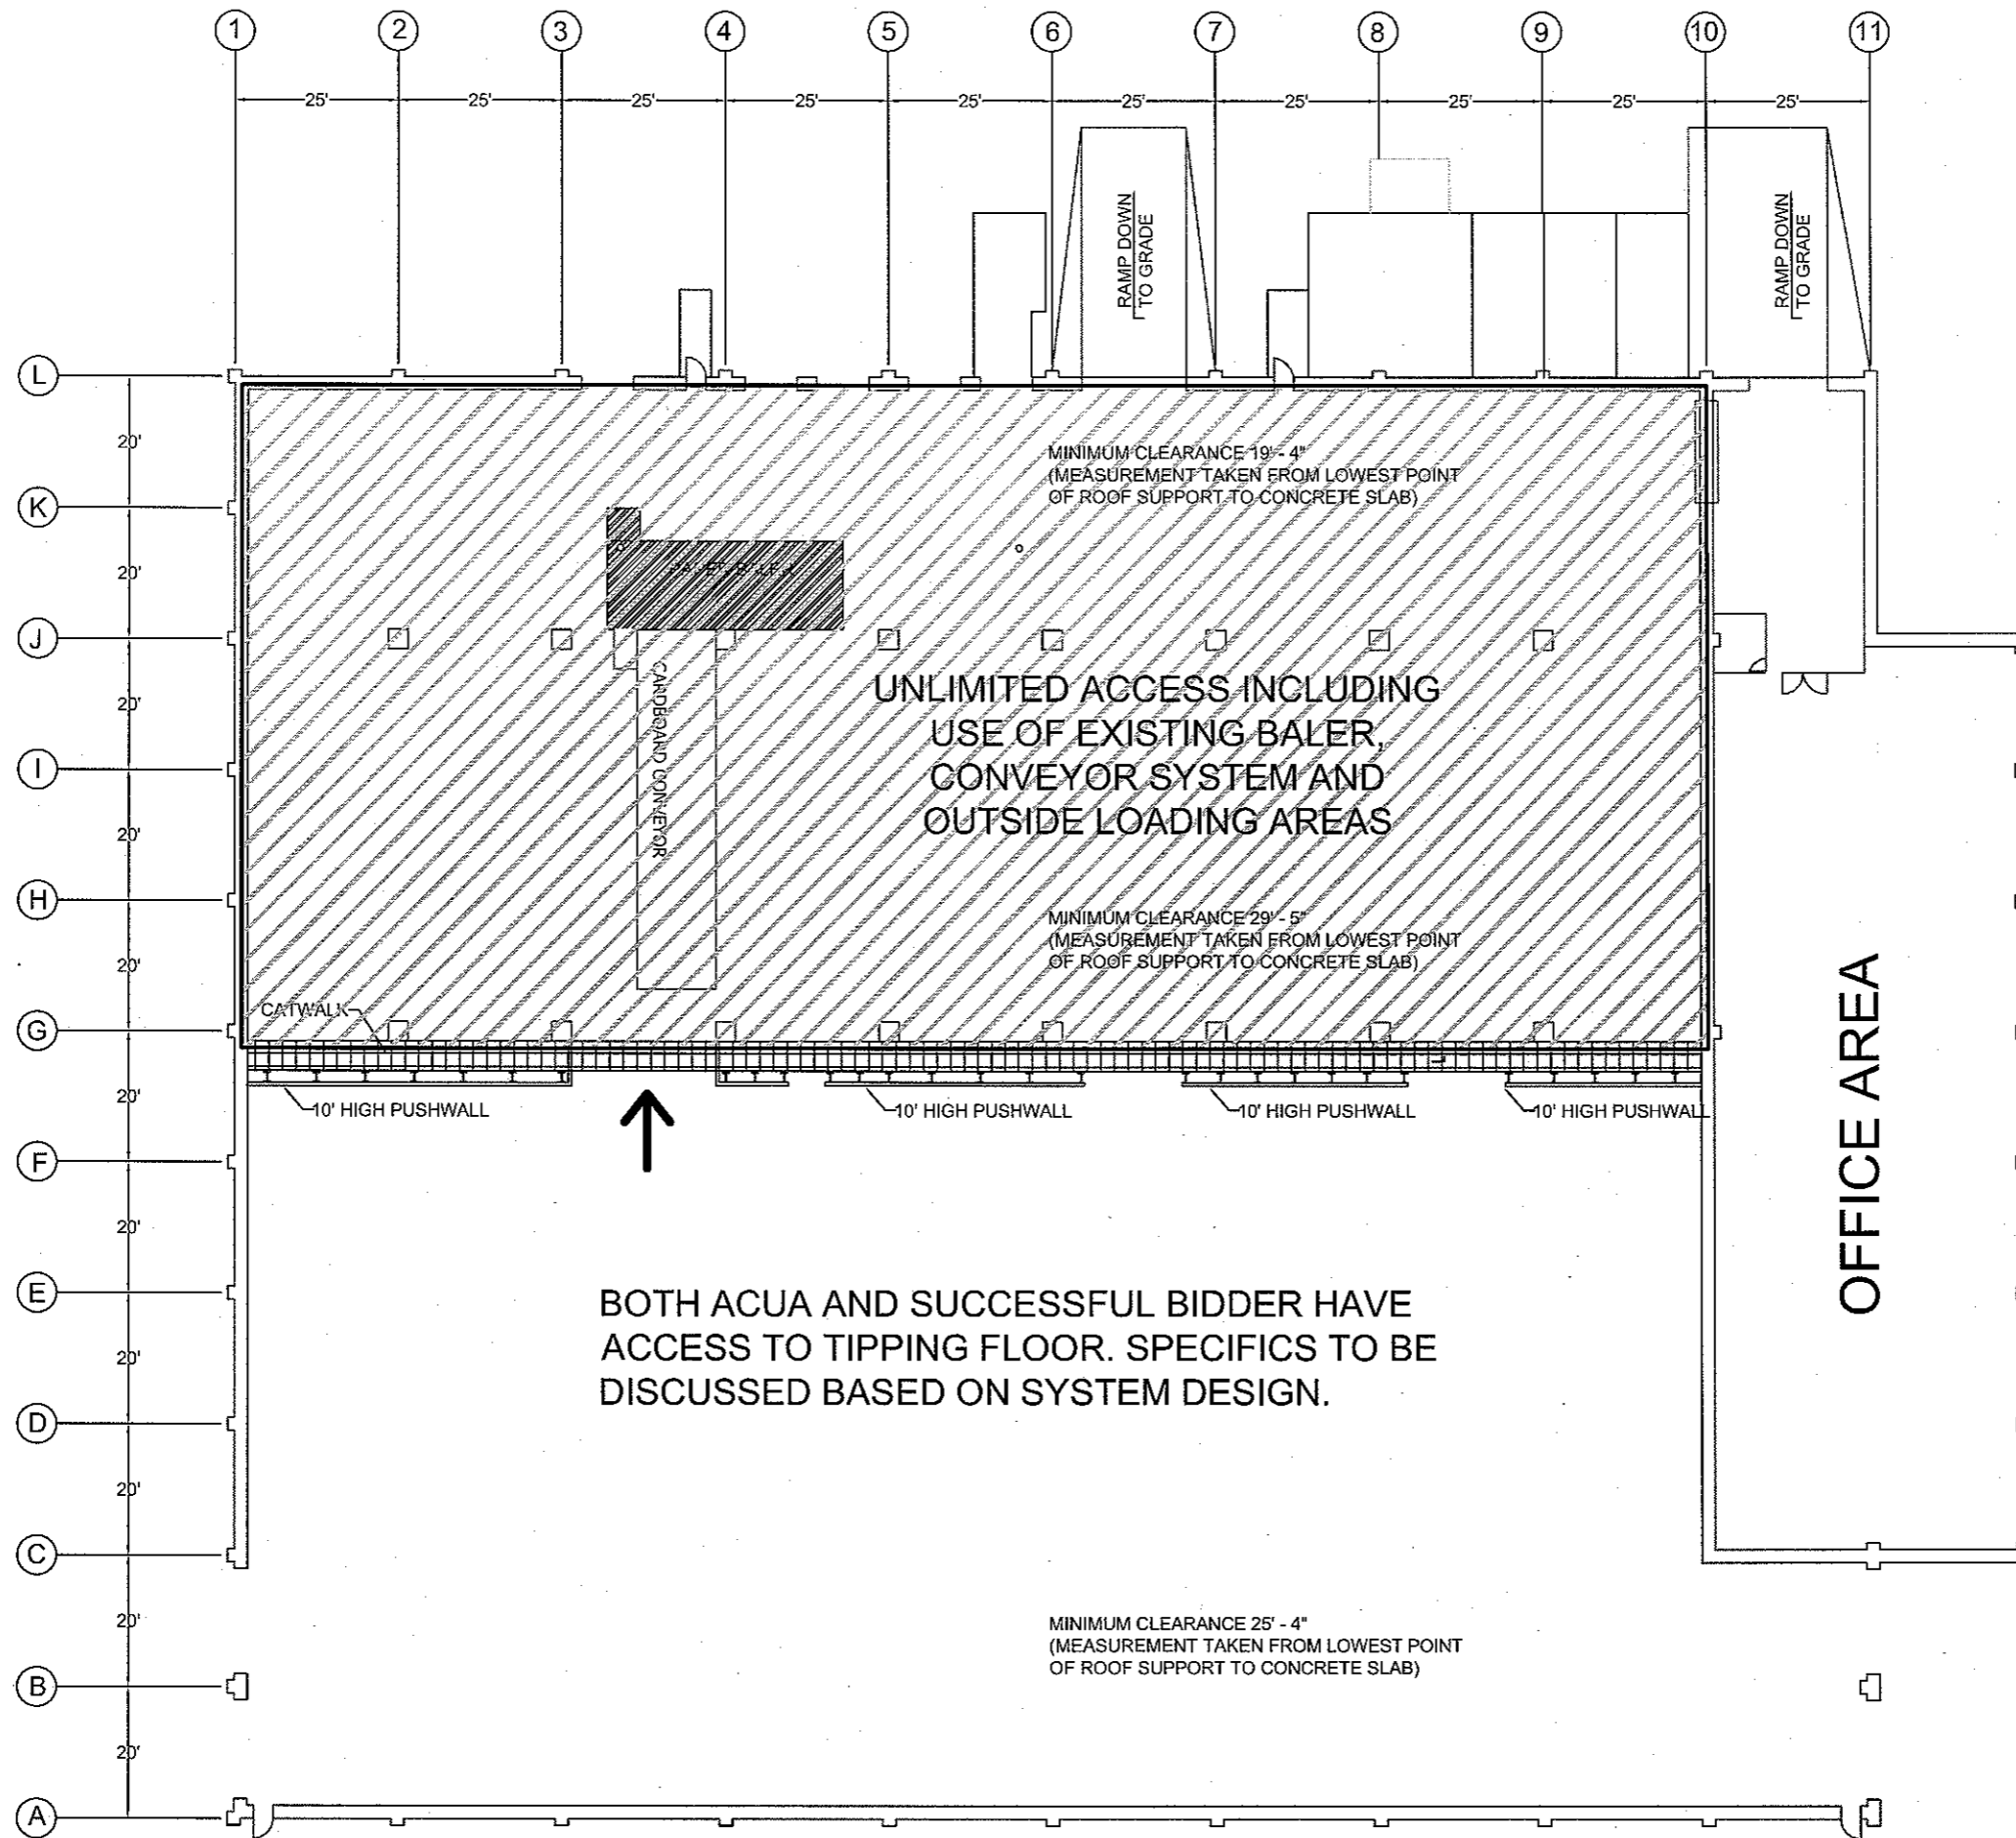 1 2 3 4 5 6 7 8 9 10 11
25' 25' 25' 25' 25' 25' 25' 25' 25' 25'
RAMP DOWN
TO GRADE
RAMP DOWN
TO GRADE
L
20'
MINIMUM CLEARANCE 19' - 4"
(MEASUREMENT TAKEN FROM LOWEST POINT
OF ROOF SUPPORT TO CONCRETE SLAB)
K
20'
BALER
J
20'
CARDBOARD CONVEYOR
UNLIMITED ACCESS INCLUDING
USE OF EXISTING BALER,
CONVEYOR SYSTEM AND
OUTSIDE LOADING AREAS
I
20'
H
20'
MINIMUM CLEARANCE 29' - 5"
(MEASUREMENT TAKEN FROM LOWEST POINT
OF ROOF SUPPORT TO CONCRETE SLAB)
CATWALK
G
20'
10' HIGH PUSHWALL
10' HIGH PUSHWALL
10' HIGH PUSHWALL
10' HIGH PUSHWALL
OFFICE AREA
F
20'
E
BOTH ACUA AND SUCCESSFUL BIDDER HAVE
ACCESS TO TIPPING FLOOR. SPECIFICS TO BE
DISCUSSED BASED ON SYSTEM DESIGN.
20'
D
20'
C
20'
MINIMUM CLEARANCE 25' - 4"
(MEASUREMENT TAKEN FROM LOWEST POINT
OF ROOF SUPPORT TO CONCRETE SLAB)
B
20'
A